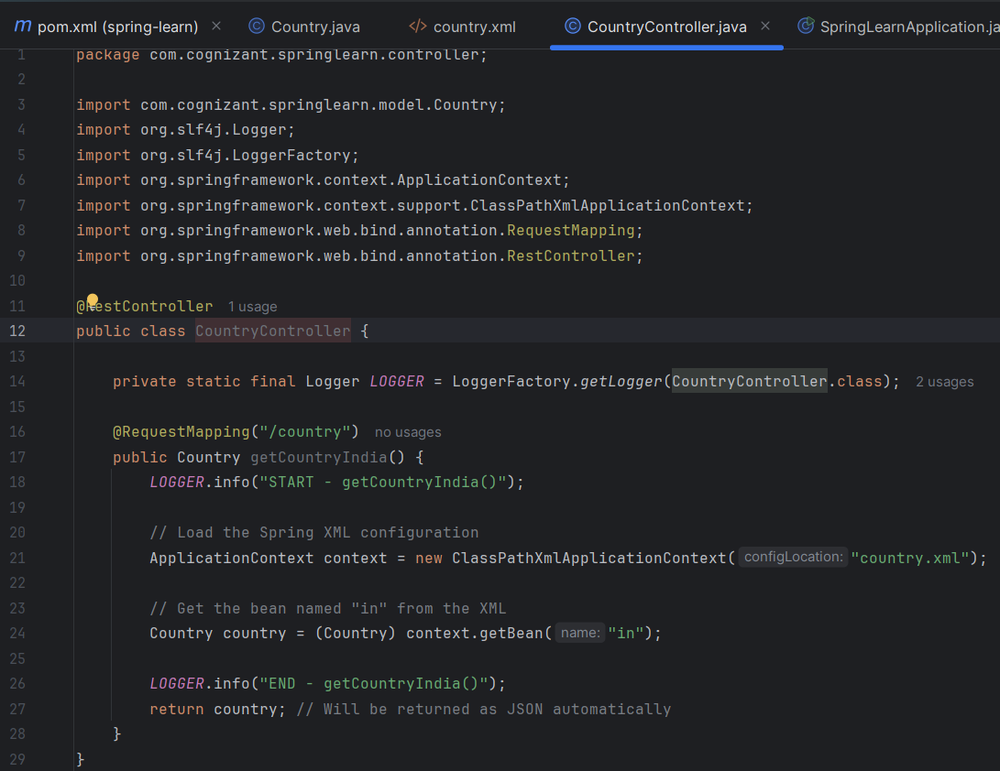 pom.xml (spring-learn) Country.java country.xml CountryController.java SpringLearnApplication.ja
1 package com.cognizant.springlearn.controller;
2
3 import com.cognizant.springlearn.model.Country;
4 import org.slf4j.Logger;
5 import org.slf4j.LoggerFactory;
6 import org.springframework.context.ApplicationContext;
7 import org.springframework.context.support.ClassPathXmlApplicationContext;
8 import org.springframework.web.bind.annotation.RequestMapping;
9 import org.springframework.web.bind.annotation.RestController;
10
11 @RestController 1 usage
12 public class CountryController {
13
14 private static final Logger LOGGER = LoggerFactory.getLogger(CountryController.class); 2 usages
15
16 @RequestMapping("/country") no usages
17 public Country getCountryIndia() {
18 LOGGER.info("START - getCountryIndia()");
19
20 // Load the Spring XML configuration
21 ApplicationContext context = new ClassPathXmlApplicationContext( configLocation: "country.xml");
22
23 // Get the bean named "in" from the XML
24 Country country = (Country) context.getBean( name: "in");
25
26 LOGGER.info("END - getCountryIndia()");
27 return country; // Will be returned as JSON automatically
28 }
29 }